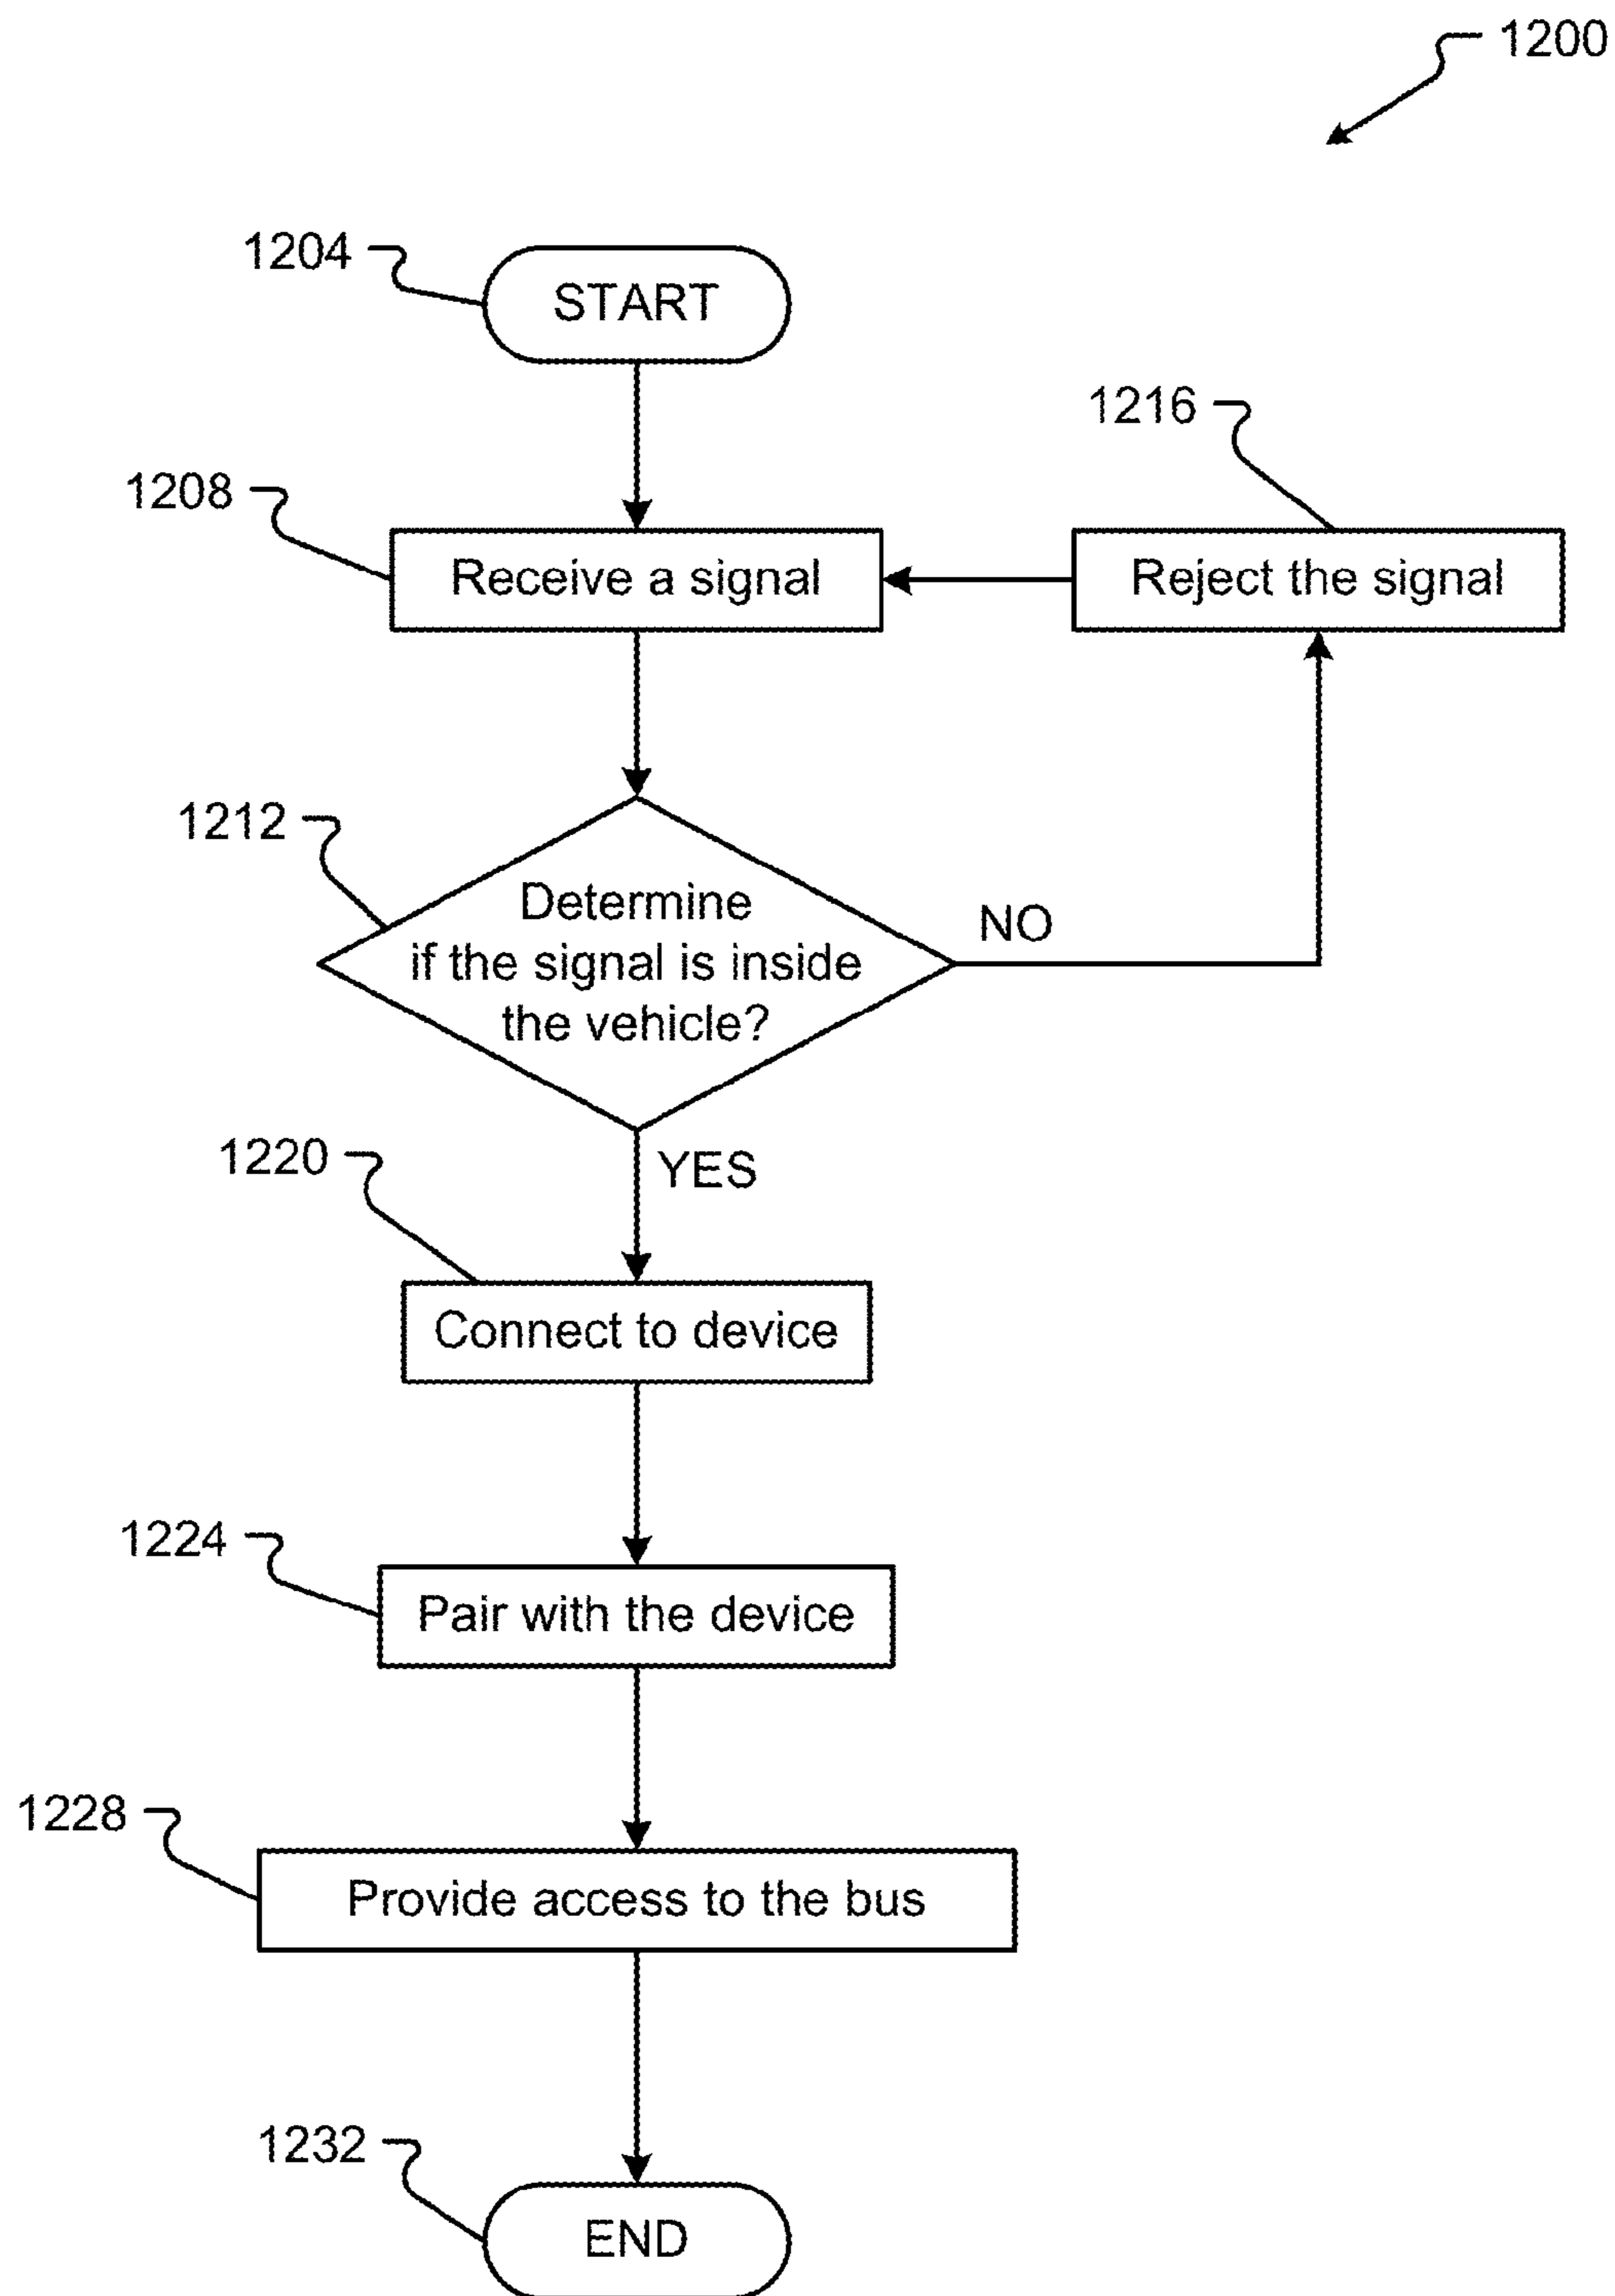 1200
1204
START
1216
1208
Receive a signal
Reject the signal
1212
Determine
if the signal is inside
the vehicle?
NO
1220
YES
Connect to device
1224
Pair with the device
1228
Provide access to the bus
1232
END